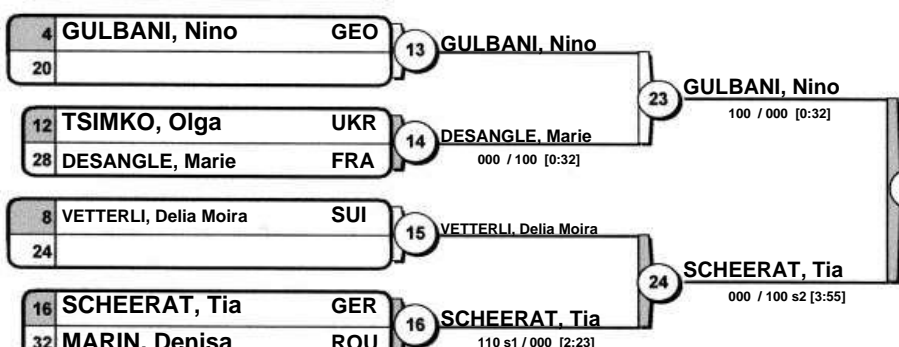 4 GULBANI, Nino GEO
20
13 GULBANI, Nino
12 TSIMKO, Olga UKR
28 DESANGLE, Marie FRA
14 DESANGLE, Marie
000 / 100 [0:32]
23 GULBANI, Nino
100 / 000 [0:32]
8 VETTERLI, Delia Moira SUI
24
15 VETTERLI, Delia Moira
16 SCHEERAT, Tia GER
32 MARIN, Denisa ROU
16 SCHEERAT, Tia
110 s1 / 000 [2:23]
24 SCHEERAT, Tia
000 / 100 s2 [3:55]